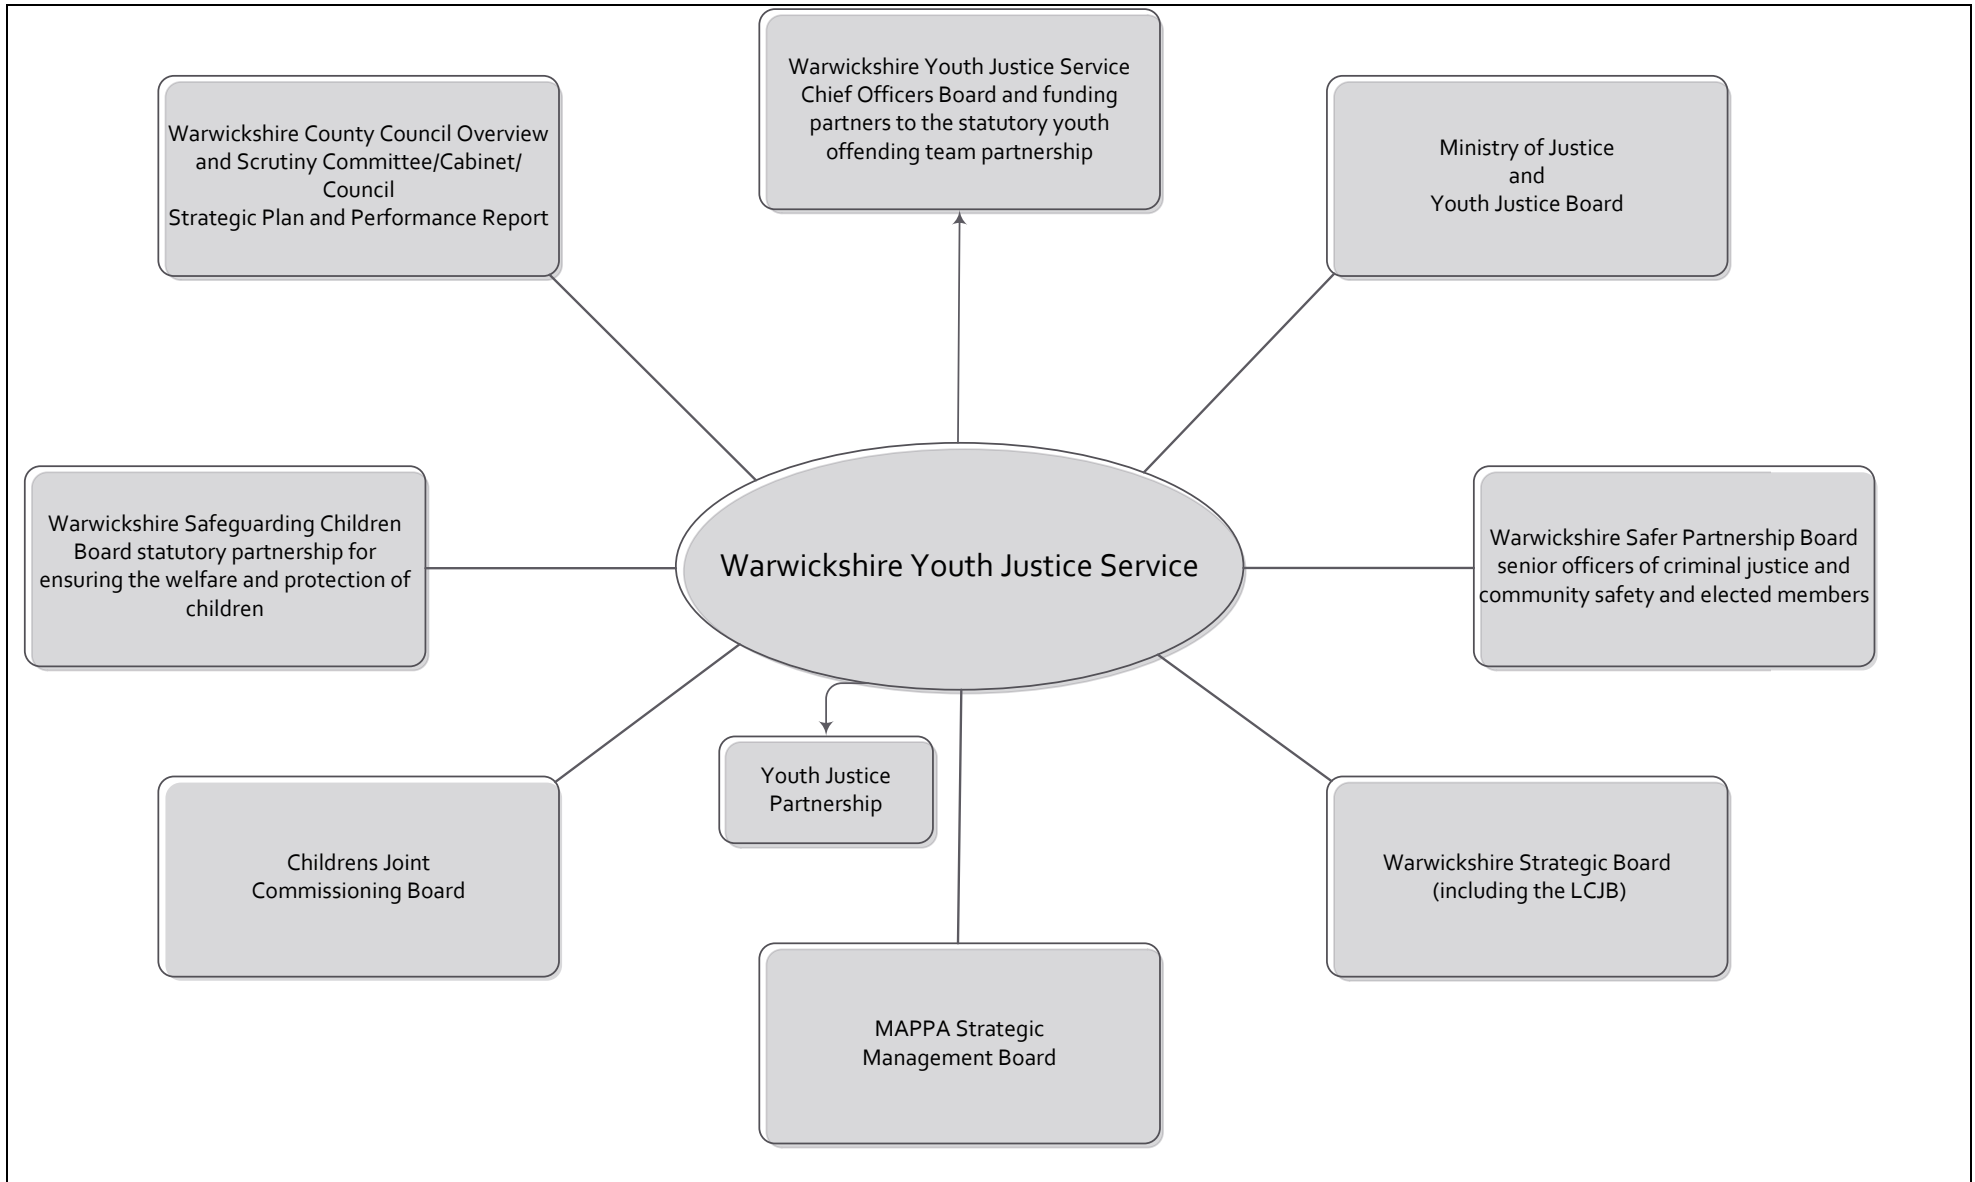 Warwickshire Youth Justice Service
Chief Officers Board and funding
partners to the statutory youth
offending team partnership
Warwickshire County Council Overview
and Scrutiny Committee/Cabinet/
Council
Strategic Plan and Performance Report
Ministry of Justice
and
Youth Justice Board
Warwickshire Safeguarding Children
Board statutory partnership for
ensuring the welfare and protection of
children
Warwickshire Youth Justice Service
Warwickshire Safer Partnership Board
senior officers of criminal justice and
community safety and elected members
Youth Justice
Partnership
Childrens Joint
Commissioning Board
Warwickshire Strategic Board
(including the LCJB)
MAPPA Strategic
Management Board